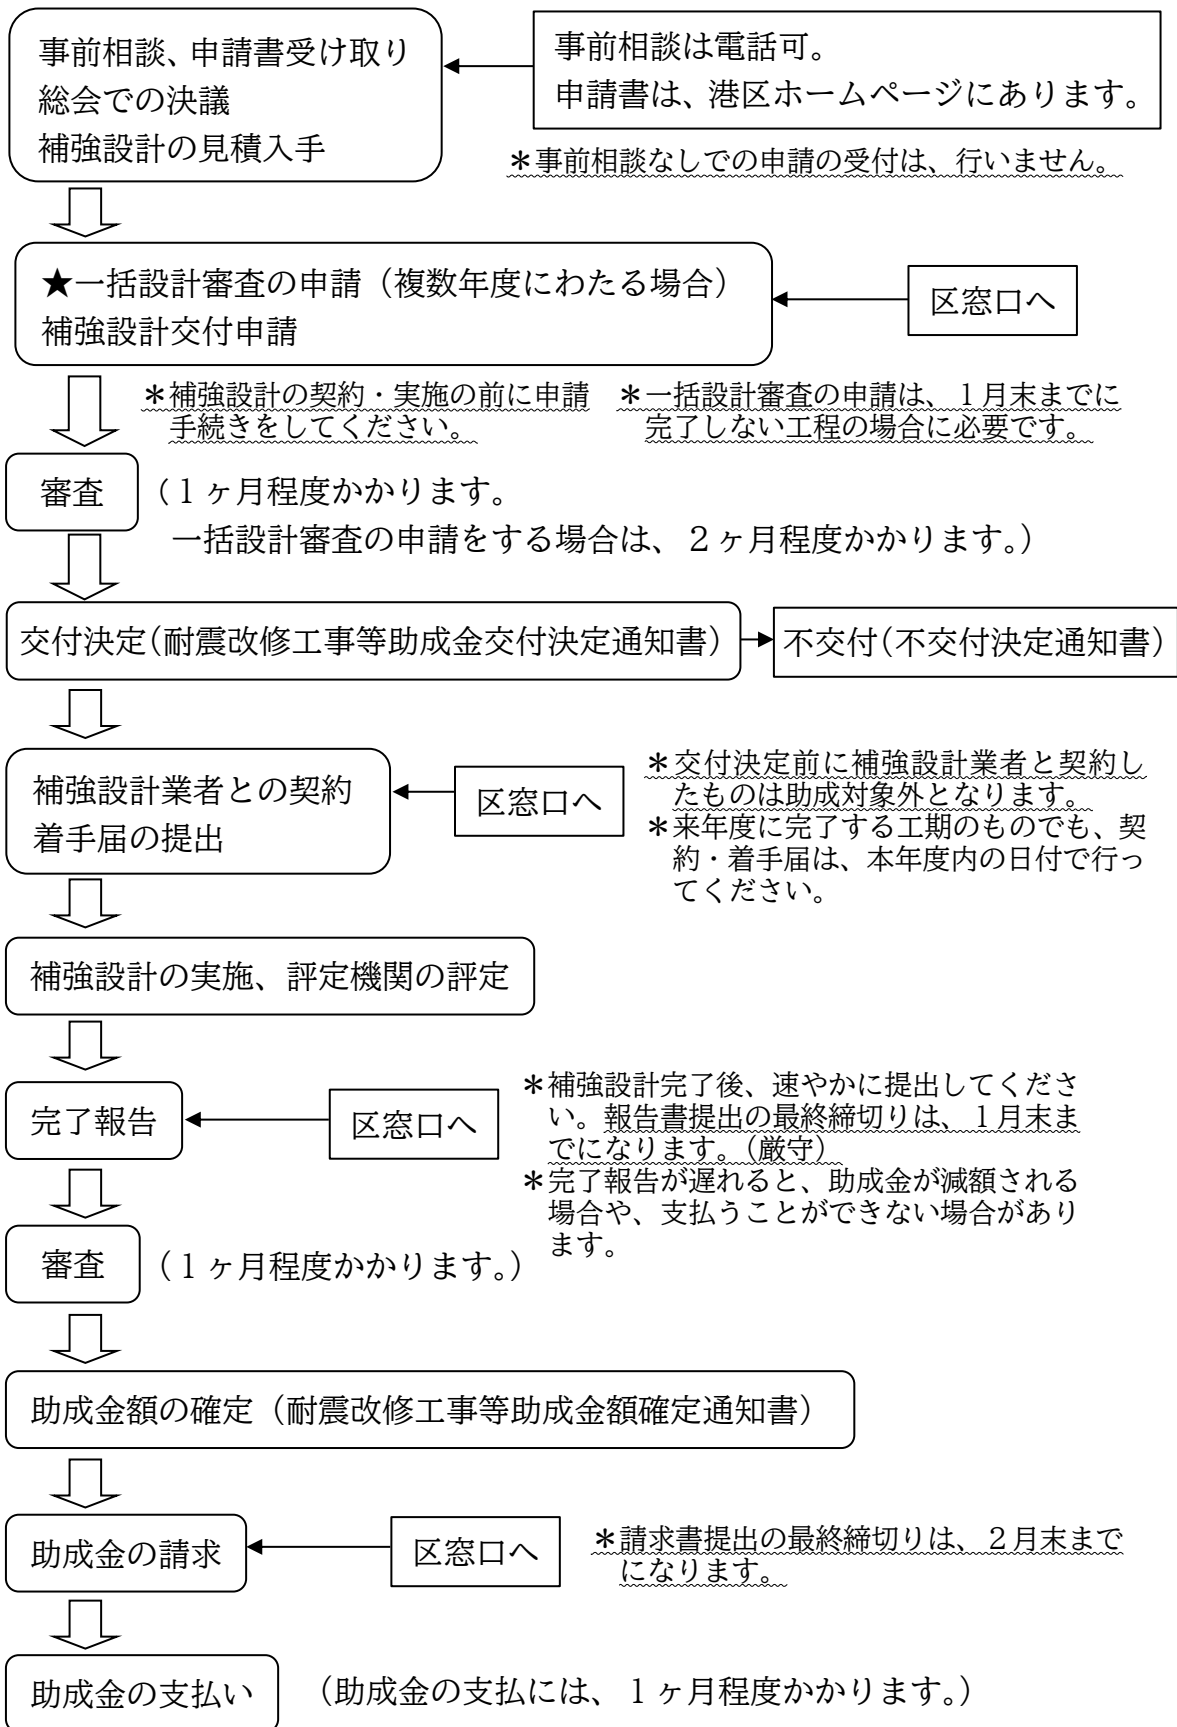 事前相談、申請書受け取り
総会での決議
補強設計の見積入手
事前相談は電話可。
申請書は、港区ホームページにあります。
＊事前相談なしでの申請の受付は、行いません。
★一括設計審査の申請（複数年度にわたる場合）
補強設計交付申請
区窓口へ
＊補強設計の契約・実施の前に申請
手続きをしてください。
＊一括設計審査の申請は、１月末までに
完了しない工程の場合に必要です。
審査
（１ヶ月程度かかります。
一括設計審査の申請をする場合は、２ヶ月程度かかります。）
交付決定（耐震改修工事等助成金交付決定通知書）
不交付（不交付決定通知書）
補強設計業者との契約
着手届の提出
区窓口へ
＊交付決定前に補強設計業者と契約し
たものは助成対象外となります。
＊来年度に完了する工期のものでも、契
約・着手届は、本年度内の日付で行っ
てください。
補強設計の実施、評定機関の評定
完了報告
区窓口へ
＊補強設計完了後、速やかに提出してくださ
い。報告書提出の最終締切りは、１月末ま
でになります。（厳守）
＊完了報告が遅れると、助成金が減額される
場合や、支払うことができない場合があり
ます。
審査
（１ヶ月程度かかります。）
助成金額の確定（耐震改修工事等助成金額確定通知書）
助成金の請求
区窓口へ
＊請求書提出の最終締切りは、２月末まで
になります。
助成金の支払い
（助成金の支払には、１ヶ月程度かかります。）